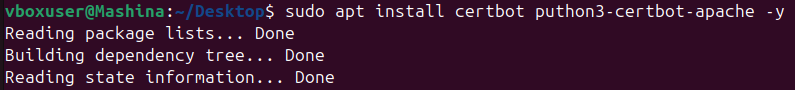 vboxuser@Mashina:~/Desktop$ sudo apt install certbot puthon3-certbot-apache -y
Reading package lists... Done
Building dependency tree... Done
Reading state information... Done